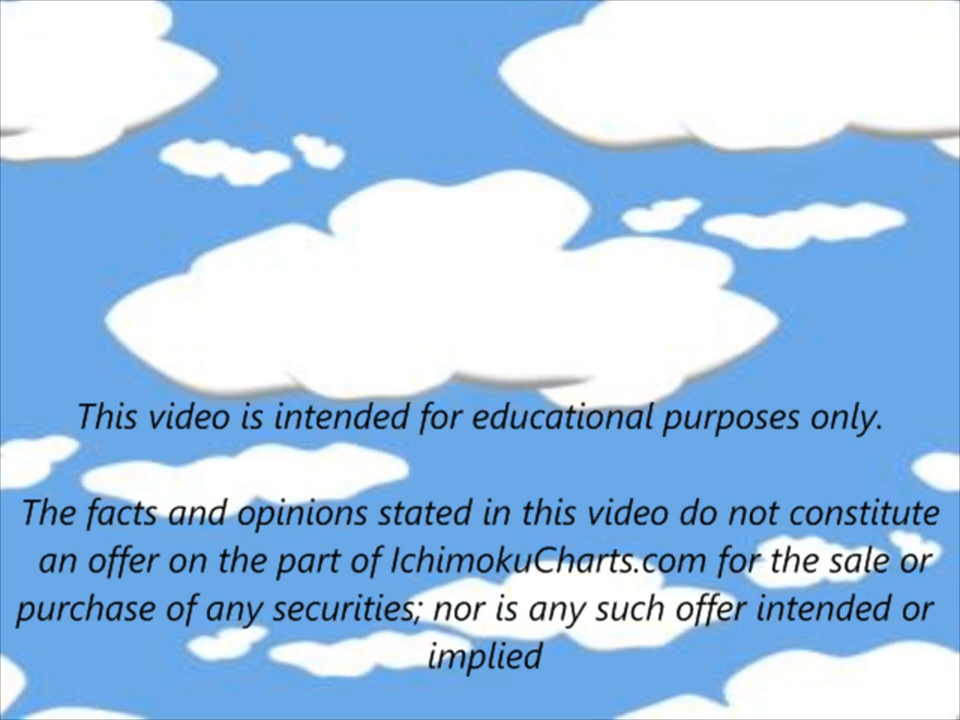 This video is intended for educational purposes only.
The facts and opinions stated in this video do not constitute
an offer on the part of IchimokuCharts.com for the sale or
purchase of any securities; nor is any such offer intended or
implied